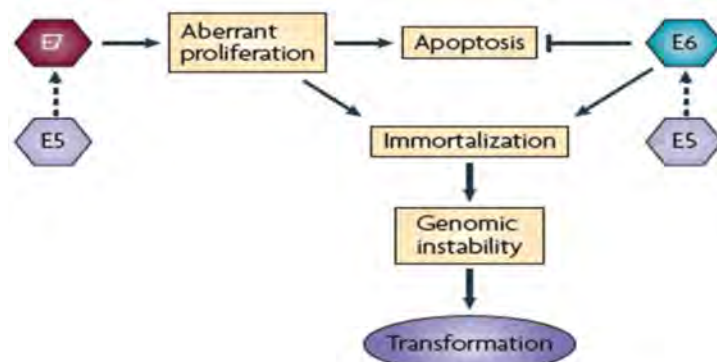 E7
Aberrant
proliferation
Apoptosis
E6
E5
Immortalization
E5
Genomic
instability
Transformation